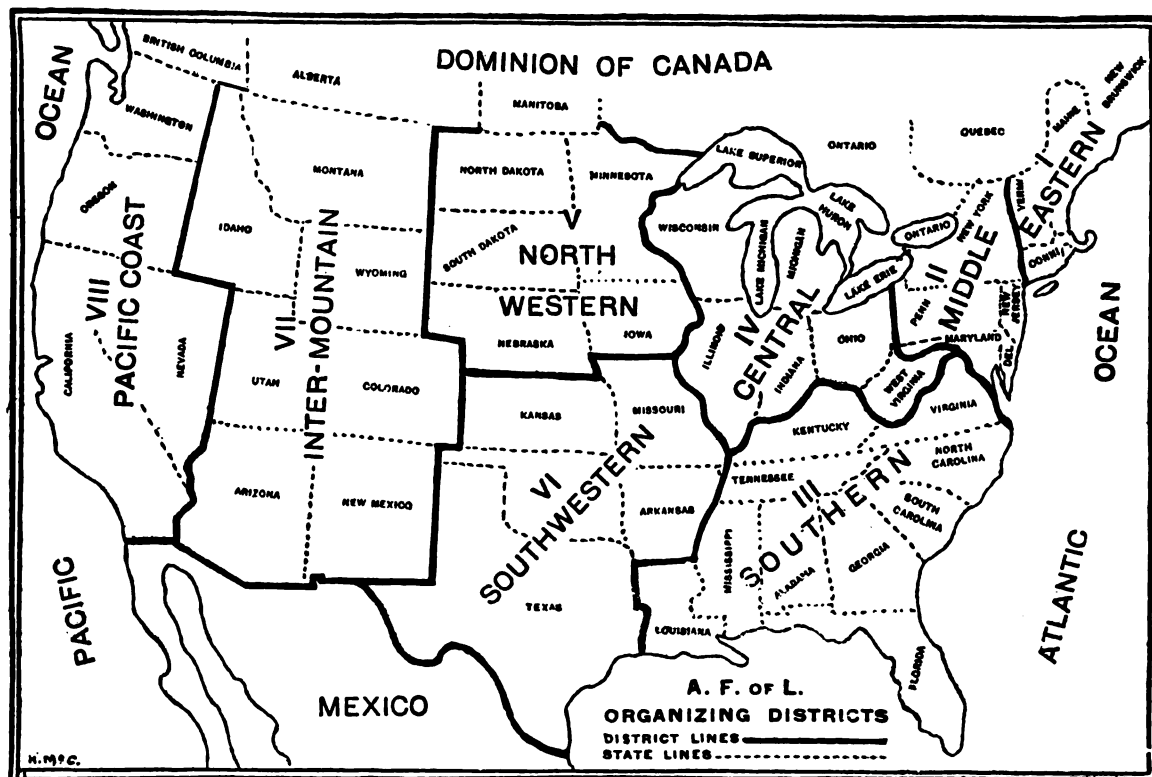 DOMINION OF CANADA
OCEAN
PACIFIC
MEXICO
OCEAN
ATLANTIC
BRITISH COLUMBIA
ALBERTA
MANITOBA
ONTARIO
QUEBEC
NEW BRUNSWICK
WASHINGTON
OREGON
CALIFORNIA
NEVADA
VIII
PACIFIC COAST
IDAHO
MONTANA
WYOMING
UTAH
COLORADO
ARIZONA
NEW MEXICO
VII
INTER-MOUNTAIN
NORTH DAKOTA
MINNESOTA
SOUTH DAKOTA
V
NORTH
WESTERN
NEBRASKA
IOWA
KANSAS
MISSOURI
VI
SOUTHWESTERN
ARKANSAS
TEXAS
LAKE SUPERIOR
WISCONSIN
LAKE MICHIGAN
MICHIGAN
LAKE HURON
LAKE ERIE
ONTARIO
IV
CENTRAL
ILLINOIS
INDIANA
OHIO
WEST VIRGINIA
II
MIDDLE
NEW YORK
PENN
NEW JERSEY
MARYLAND
DEL.
I
EASTERN
MAINE
VERM
CONN
KENTUCKY
VIRGINIA
TENNESSEE
NORTH CAROLINA
SOUTH CAROLINA
III
SOUTHERN
MISSISSIPPI
ALADAMA
GEORGIA
LOUISIANA
FLORIDA
A. F. OF L.
ORGANIZING DISTRICTS
DISTRICT LINES
STATE LINES